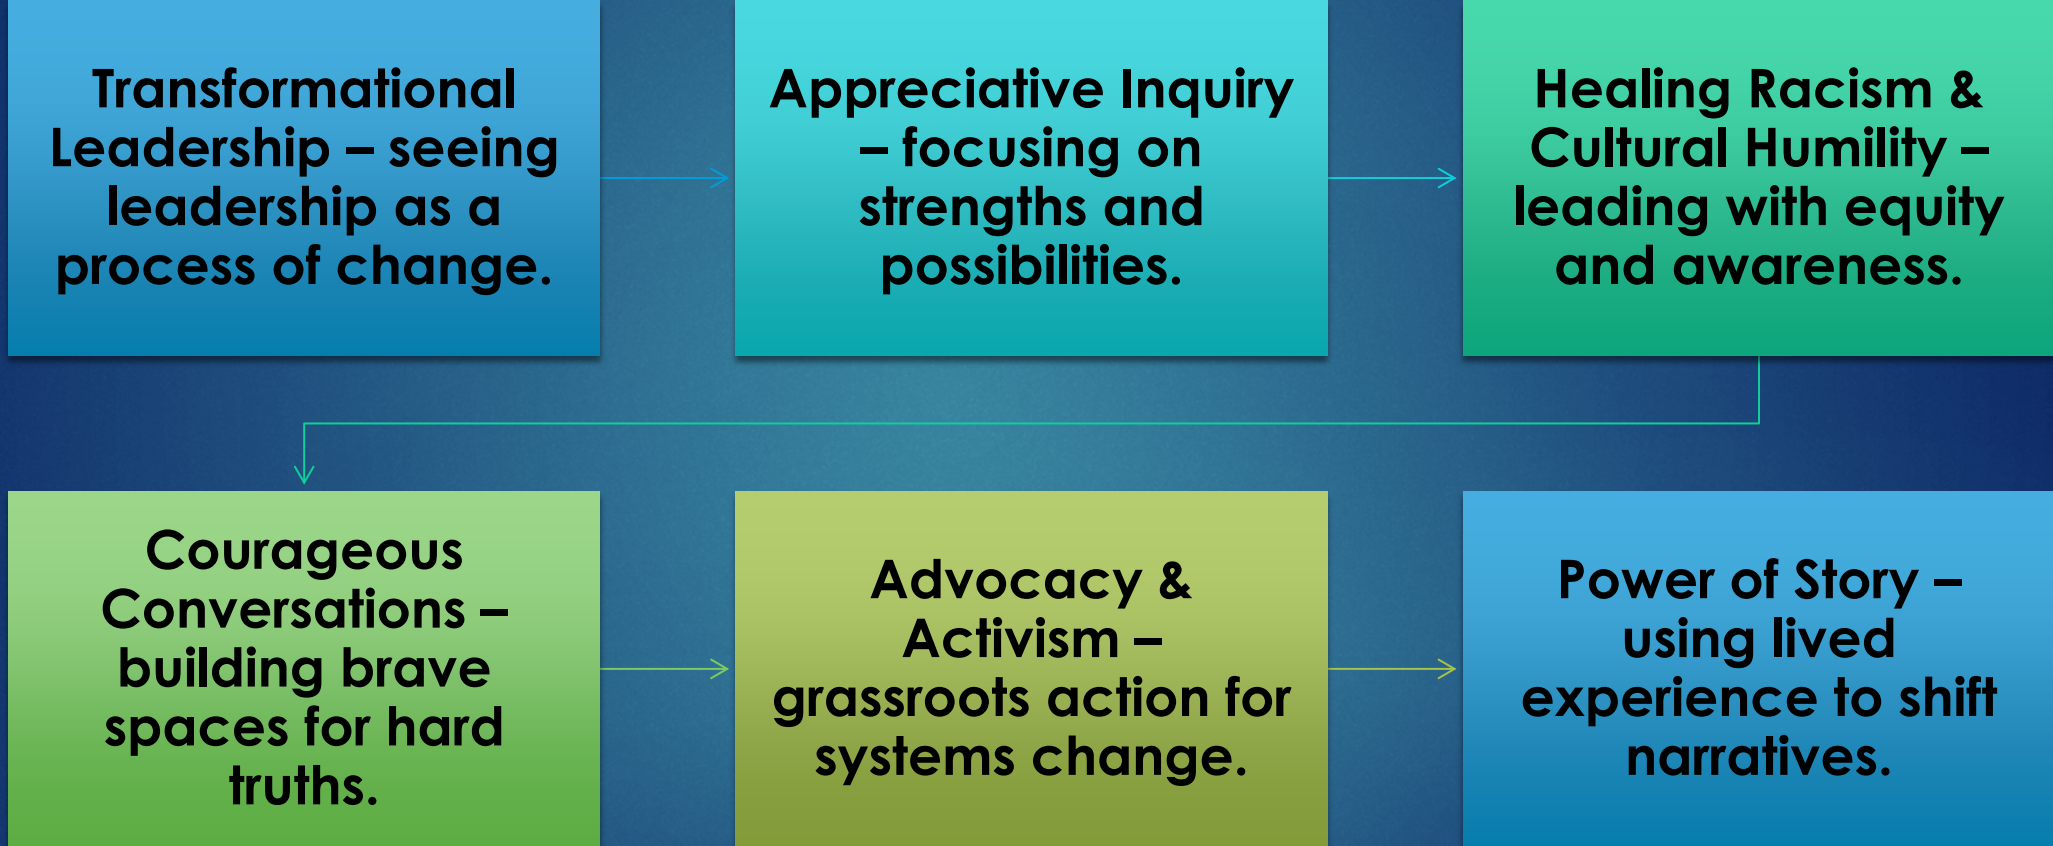 Transformational
Leadership – seeing
leadership as a
process of change.
Appreciative Inquiry
– focusing on
strengths and
possibilities.
Healing Racism &
Cultural Humility –
leading with equity
and awareness.
Courageous
Conversations –
building brave
spaces for hard
truths.
Advocacy &
Activism –
grassroots action for
systems change.
Power of Story –
using lived
experience to shift
narratives.